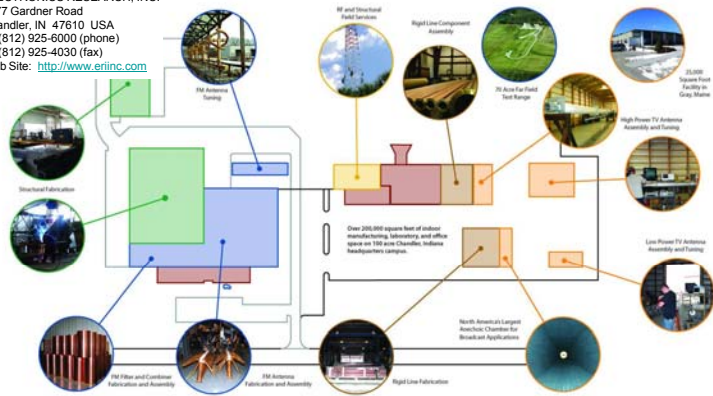 77 Gardner Road
andler, IN 47610 USA
(812) 925-6000 (phone)
(812) 925-4030 (fax)
b Site: http://www.eriinc.com
RF and Structural
Field Services
Rigid Line Component
Assembly
FM Antenna
Tuning
70 Acre Far Field
Test Range
25,000
Square Foot
Facility in
Gray, Maine
High Power TV Antenna
Assembly and Tuning
Structural Fabrication
Over 200,000 square feet of indoor
manufacturing, laboratory, and office
space on 100 acre Chandler, Indiana
headquarters campus.
Low Power TV Antenna
Assembly and Tuning
North America's Largest
Anechoic Chamber for
Broadcast Applications
FM Filter and Combiner
Fabrication and Assembly
FM Antenna
Fabrication and Assembly
Rigid Line Fabrication